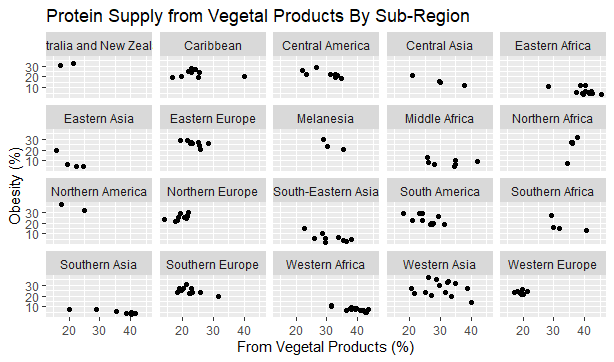 Protein Supply from Vegetal Products By Sub-Region
tralia and New Zeal
Caribbean
Central America
Central Asia
Eastern Africa
30
20
10
Eastern Asia
Eastern Europe
Melanesia
Middle Africa
Northern Africa
30
20
10
Northern America
Northern Europe
South-Eastern Asia
South America
Southern Africa
30
20
10
Southern Asia
Southern Europe
Western Africa
Western Asia
Western Europe
30
20
10
20 30 40 20 30 40 20 30 40 20 30 40 20 30 40
From Vegetal Products (%)
Obesity (%)